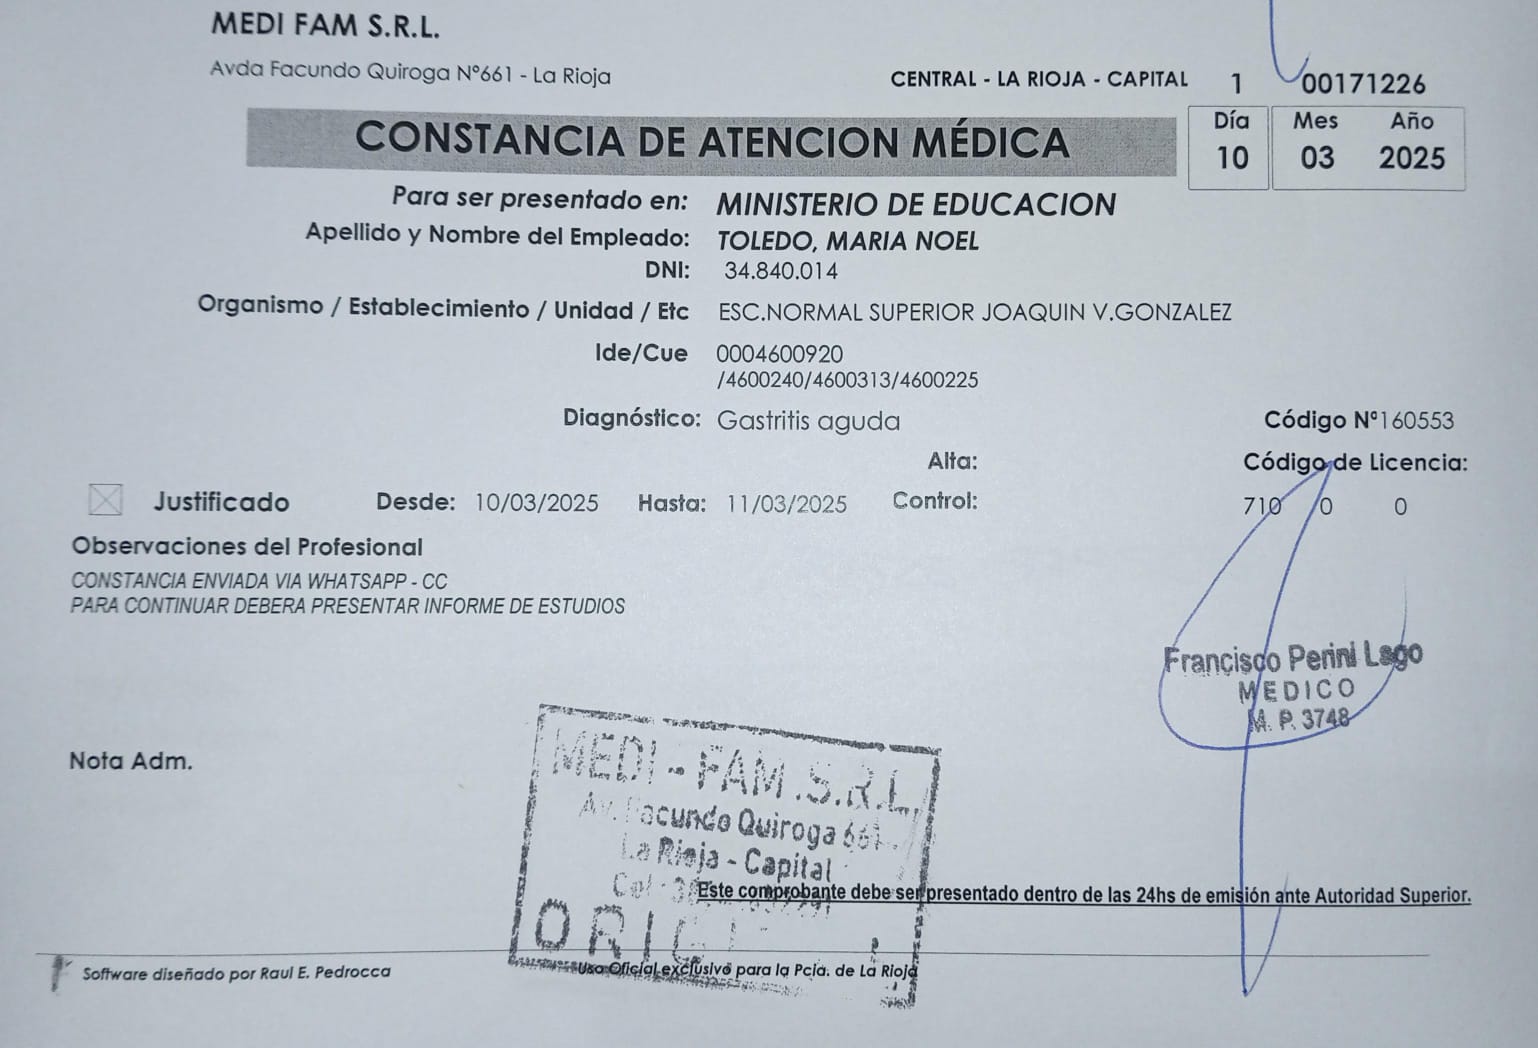 MEDI FAM S.R.L.
Avda Facundo Quiroga Nº661 - La Rioja
CENTRAL - LA RIOJA - CAPITAL 1 00171226
CONSTANCIA DE ATENCION MÉDICA
Día Mes Año
10 03 2025
Para ser presentado en: MINISTERIO DE EDUCACION
Apellido y Nombre del Empleado: TOLEDO, MARIA NOEL
DNI: 34.840.014
Organismo / Establecimiento / Unidad / Etc ESC.NORMAL SUPERIOR JOAQUIN V.GONZALEZ
Ide/Cue 0004600920
/4600240/4600313/4600225
Diagnóstico: Gastritis aguda Código Nº160553
Alta: Código de Licencia:
Justificado Desde: 10/03/2025 Hasta: 11/03/2025 Control: 710 0 0
Observaciones del Profesional
CONSTANCIA ENVIADA VIA WHATSAPP - CC
PARA CONTINUAR DEBERA PRESENTAR INFORME DE ESTUDIOS
Francisco Perini Lago
MEDICO
M. P. 3748
Nota Adm.
MEDI - FAM.S.R.L.
Av. Facundo Quiroga 661
La Rioja - Capital
Este comprobante debe ser presentado dentro de las 24hs de emisión ante Autoridad Superior.
Software diseñado por Raul E. Pedrocca
Uso Oficial exclusivo para la Pcia. de La Rioja